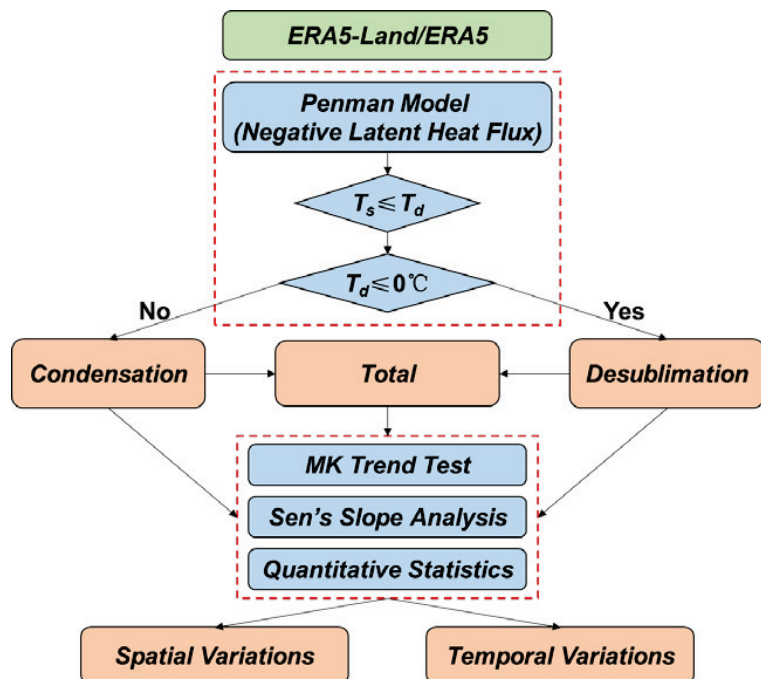 ERA5-Land/ERA5
Penman Model
(Negative Latent Heat Flux)
Ts≤Td
Td≤0℃
No
Yes
Condensation
Total
Desublimation
MK Trend Test
Sen's Slope Analysis
Quantitative Statistics
Spatial Variations
Temporal Variations